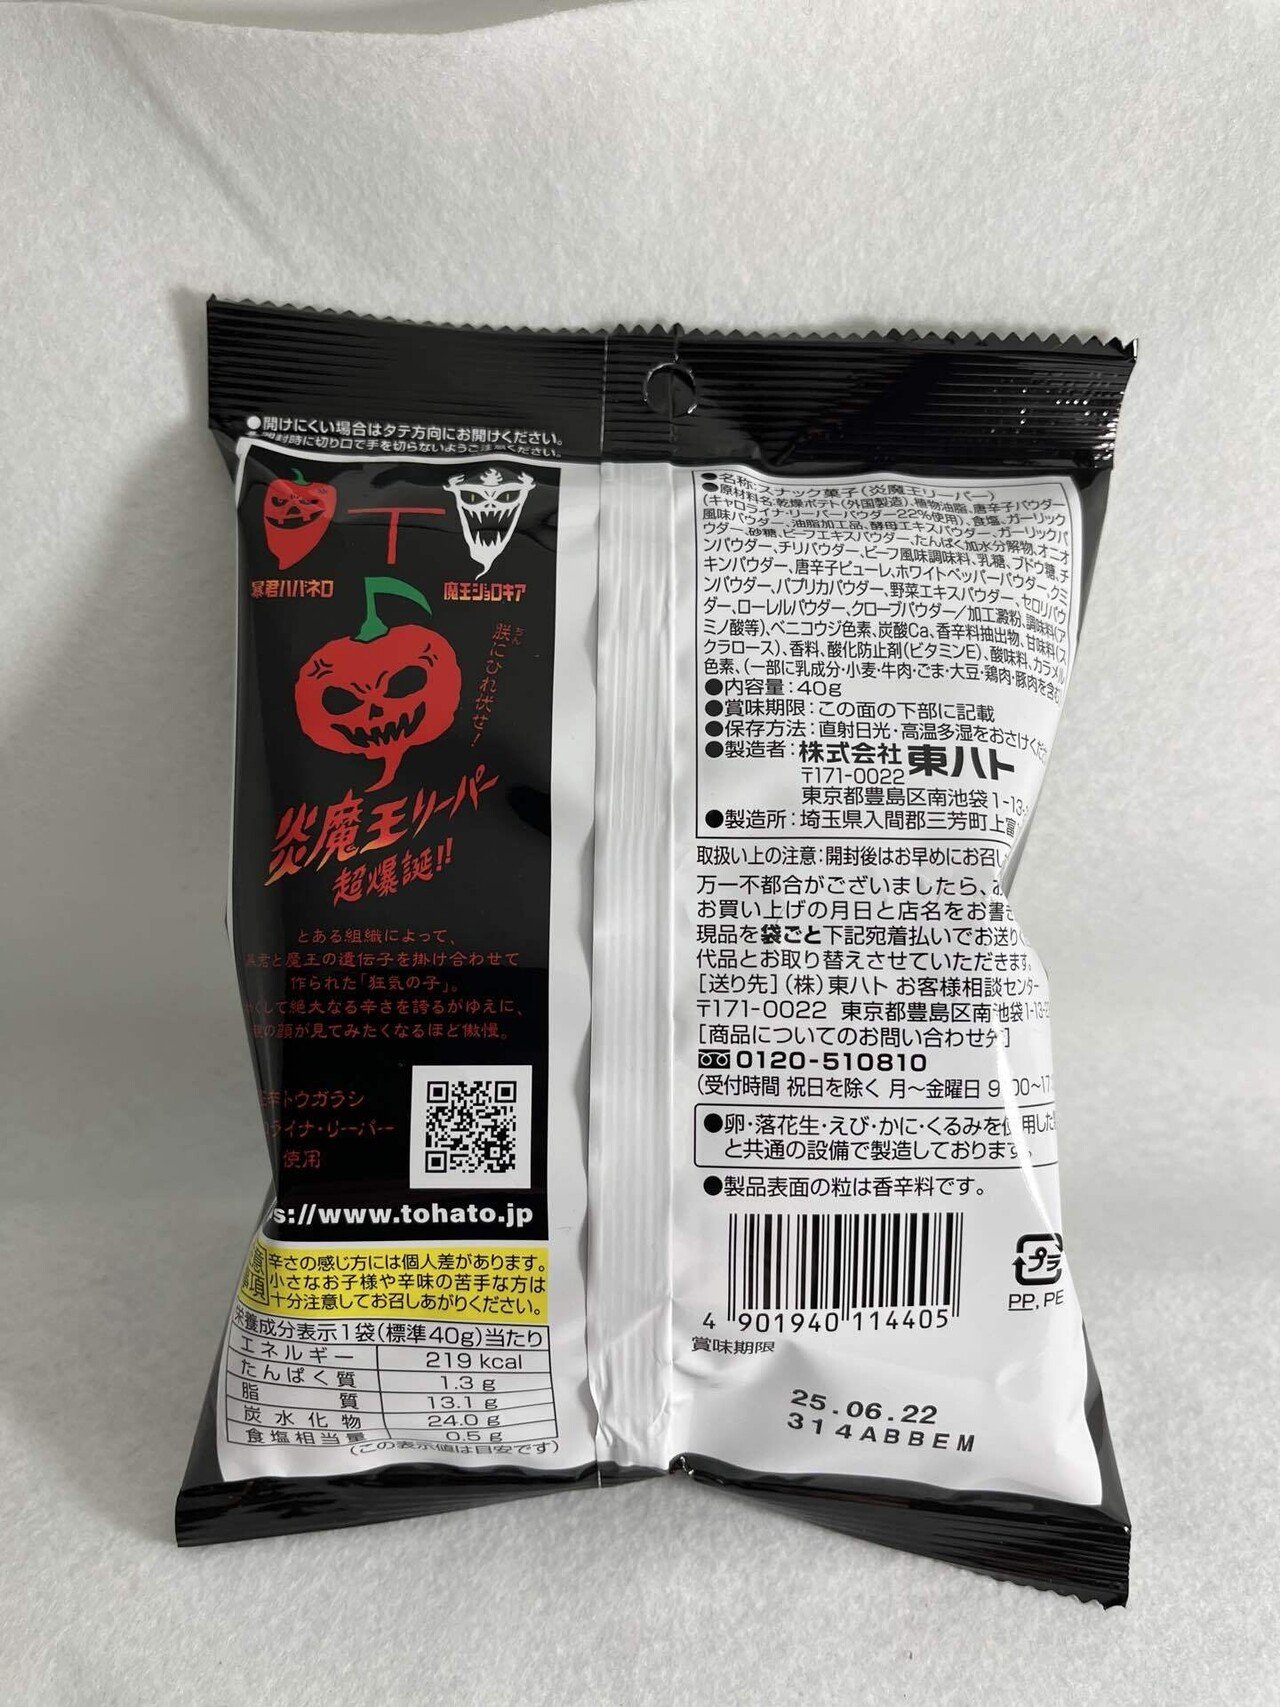 ●開けにくい場合はタテ方向にお開けください。
開封時に切り口で手を切らないようご注意ください。
暴君ハバネロ
魔王ジョロキア
朕にひれ伏せ!
ちん
炎魔王リーパー
超爆誕!!
とある組織によって、
君と魔王の遺伝子を掛け合わせて
作られた「狂気の子」。
して絶大なる辛さを誇るがゆえに、
の顔が見てみたくなるほど傲慢。
トウガラシ
ライナ・リーパー
使用
s://www.tohato.jp
意
項
辛さの感じ方には個人差があります。
小さなお子様や辛味の苦手な方は
十分注意してお召しあがりください。
栄養成分表示1袋(標準40g)当たり
エネルギー 219 kcal
たんぱく質 1.3 g
脂質 13.1 g
炭水化物 24.0 g
食塩相当量 0.5 g
(この表示値は目安です)
●名称:スナック菓子(炎魔王リーパー)
●原材料名:乾燥ポテト(外国製造)、植物油脂、唐辛子パウダー
(キャロライナ・リーパーパウダー22%使用)、食塩、ガーリック
風味パウダー、油脂加工品、酵母エキスパウダー、ガーリックパ
ウダー、砂糖、ビーフエキスパウダー、たんぱく加水分解物、オニオ
ンパウダー、チリパウダー、ビーフ風味調味料、乳糖、ブドウ糖、チ
キンパウダー、唐辛子ピューレ、ホワイトペッパーパウダー、クミ
ンパウダー、パプリカパウダー、野菜エキスパウダー、セロリパウ
ダー、ローレルパウダー、クローブパウダー/加工澱粉、調味料(ア
ミノ酸等)、ベニコウジ色素、炭酸Ca、香辛料抽出物、甘味料(ス
クラロース)、香料、酸化防止剤(ビタミンE)、酸味料、カラメル
色素、(一部に乳成分・小麦・牛肉・ごま・大豆・鶏肉・豚肉を含む)
●内容量:40g
●賞味期限:この面の下部に記載
●保存方法:直射日光・高温多湿をおさけくだ
●製造者:株式会社東ハト
〒171-0022
東京都豊島区南池袋1-13-
●製造所:埼玉県入間郡三芳町上富
取扱い上の注意:開封後はお早めにお召し
万一不都合がございましたら、お
お買い上げの月日と店名をお書き
現品を袋ごと下記宛着払いでお送りく
代品とお取り替えさせていただきます。
[送り先](株)東ハト お客様相談センター
〒171-0022 東京都豊島区南池袋1-13-2
[商品についてのお問い合わせ先]
0120-510810
(受付時間 祝日を除く 月〜金曜日 9:00〜17:
●卵・落花生・えび・かに・くるみを使用した
と共通の設備で製造しております。
●製品表面の粒は香辛料です。
4 901940 114405
プラ
PP, PE
賞味期限
25.06.22
314ABBEM